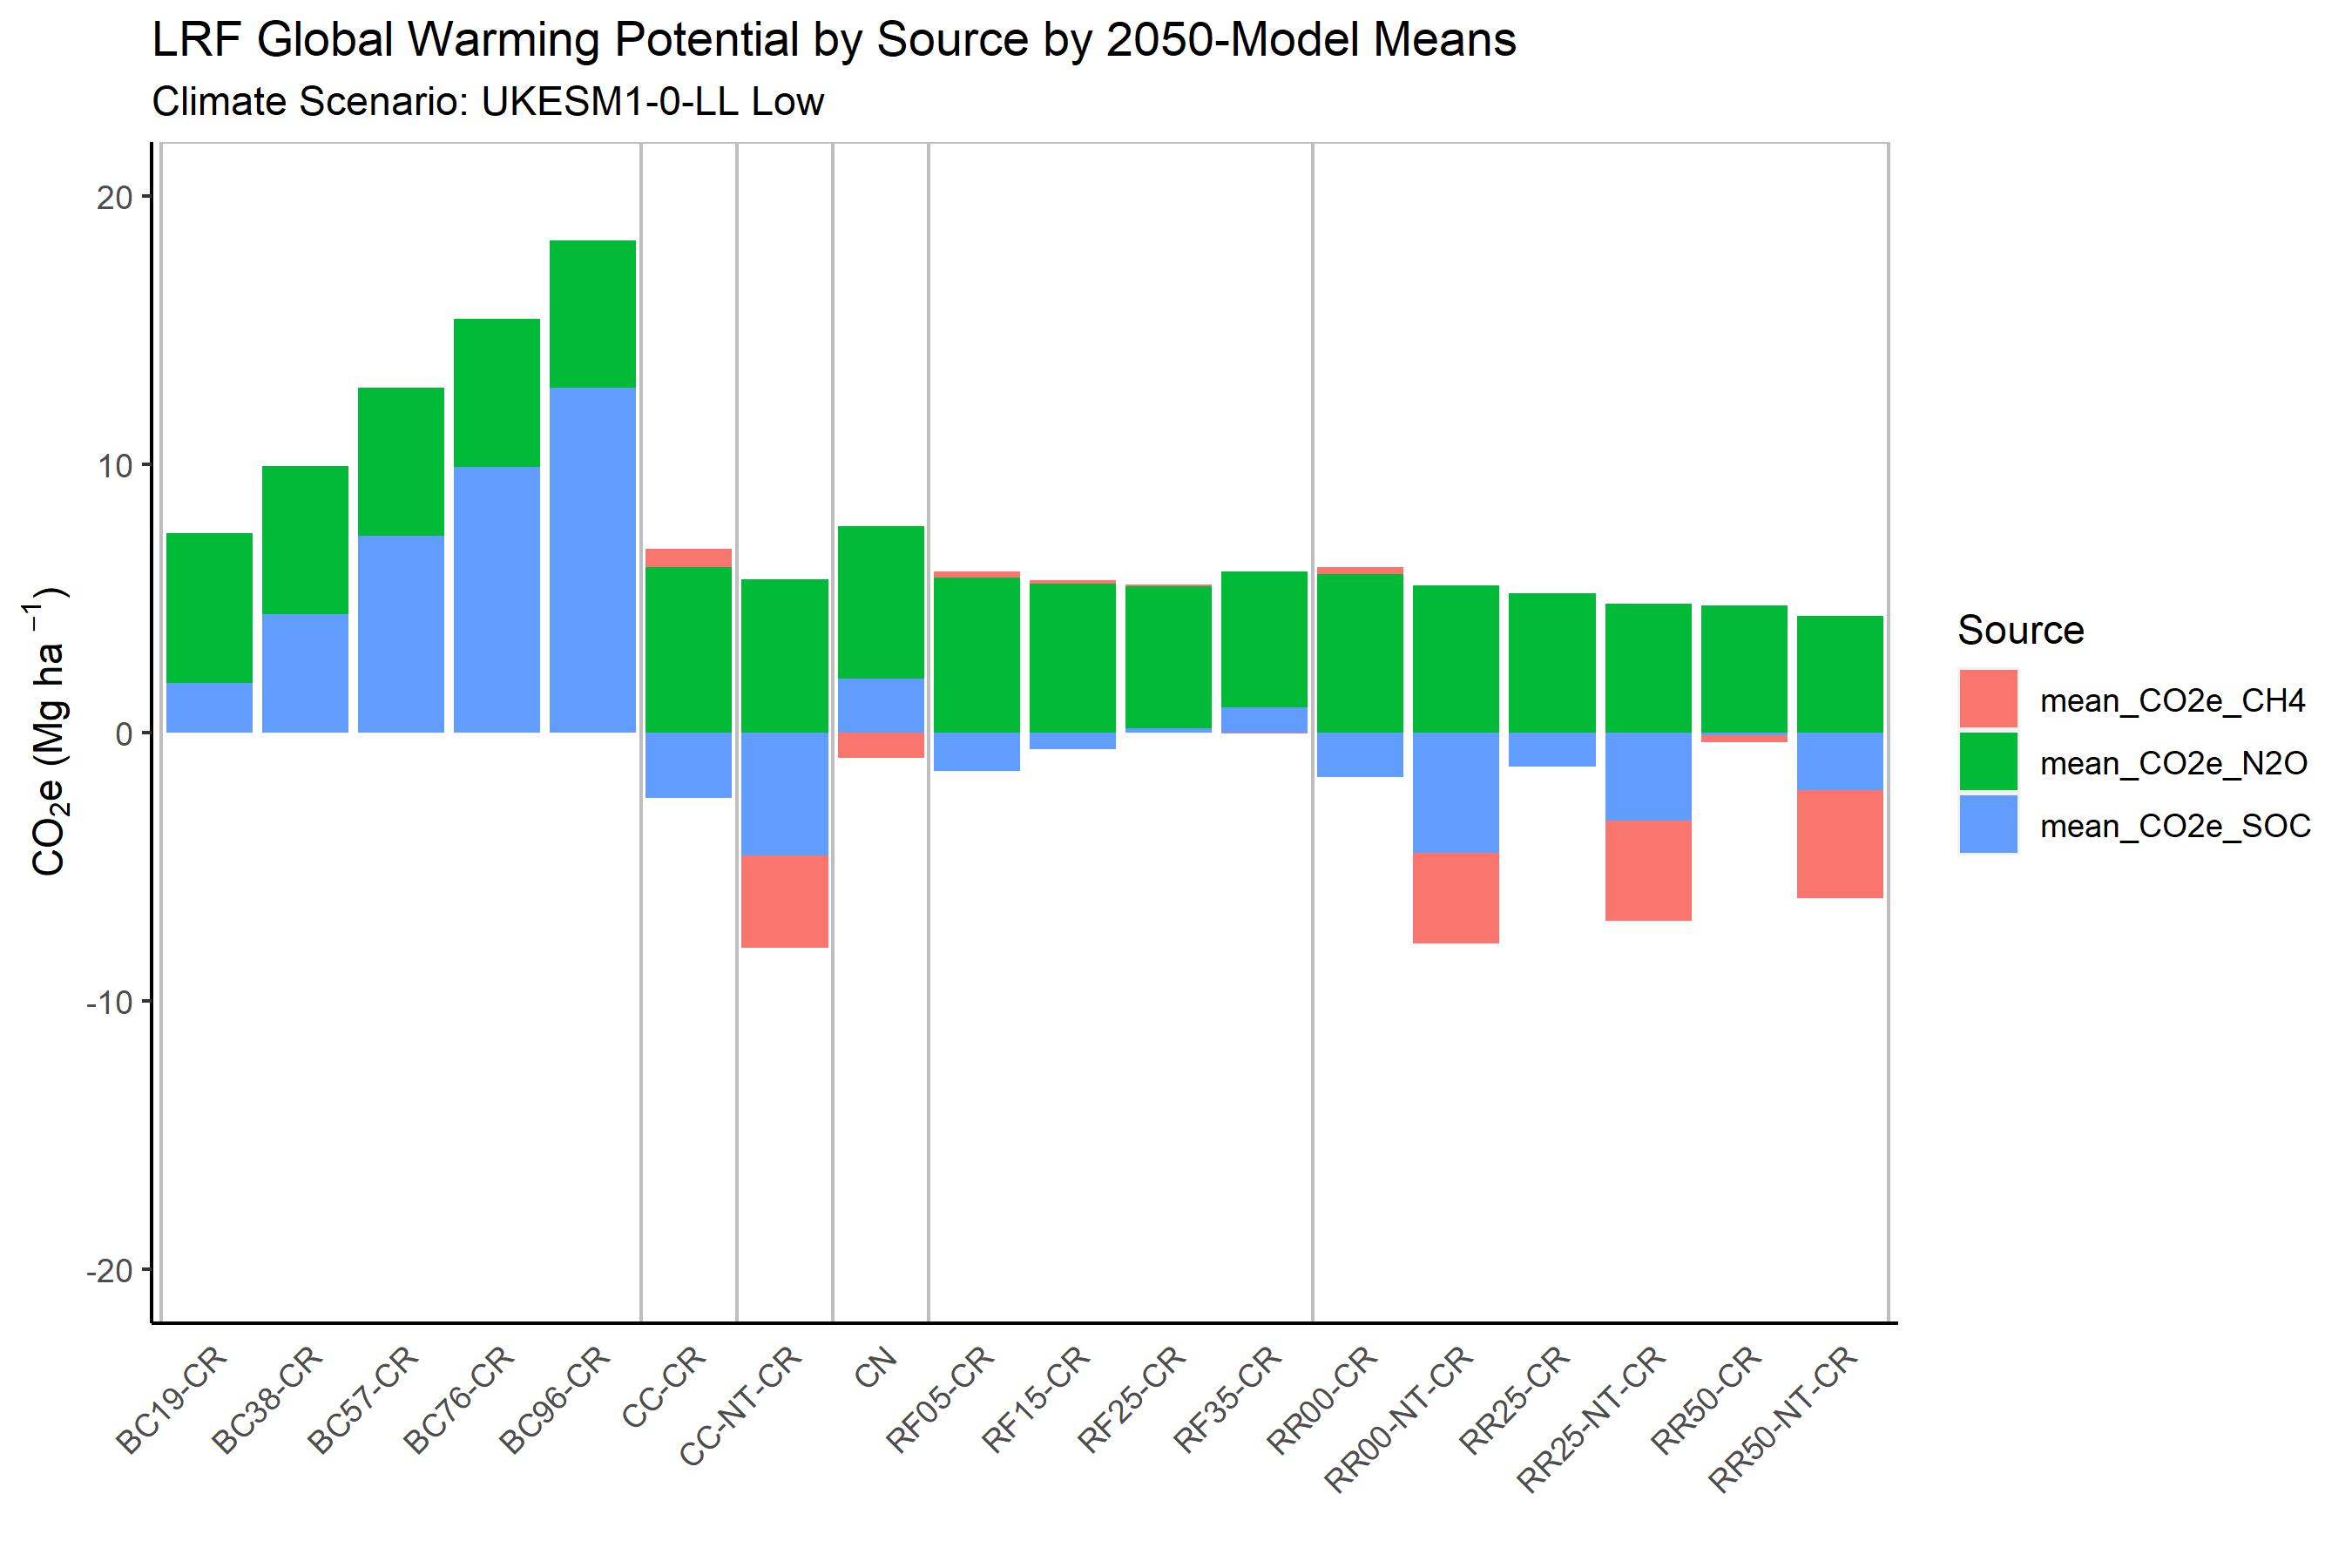 LRF Global Warming Potential by Source by 2050-Model Means
Climate Scenario: UKESM1-0-LL Low
CO2e (Mg ha −1)
20
10
0
-10
-20
BC19-CR
BC38-CR
BC57-CR
BC76-CR
BC96-CR
CC-CR
CC-NT-CR
CN
RF05-CR
RF15-CR
RF25-CR
RF35-CR
RR00-CR
RR00-NT-CR
RR25-CR
RR25-NT-CR
RR50-CR
RR50-NT-CR
Source
mean_CO2e_CH4
mean_CO2e_N2O
mean_CO2e_SOC